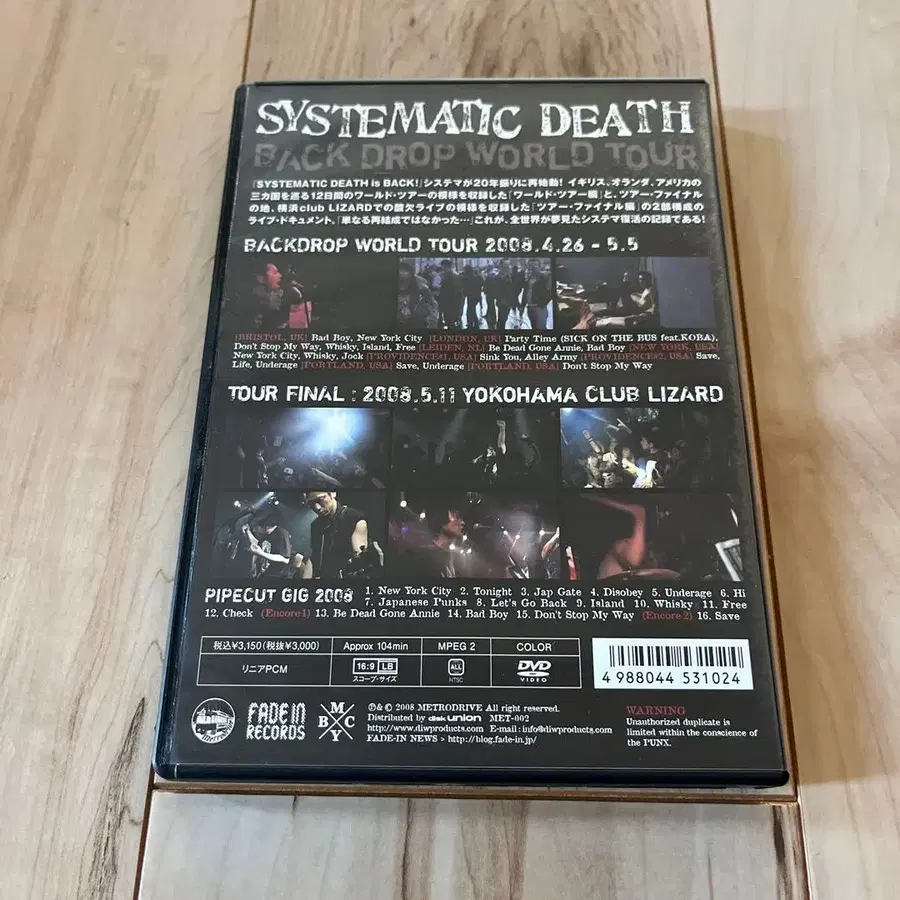 SYSTEMATIC DEATH
BACK DROP WORLD TOUR
『SYSTEMATIC DEATH is BACK!』システマが20年振りに再始動! イギリス、オランダ、アメリカの
三カ国を巡る12日間のワールド・ツアーの模様を収録した「ワールド・ツアー編」と、ツアー・ファイナル
の地、横浜club LIZARDでの酸欠ライブの模様を収録した「ツアー・ファイナル編」の2部構成の
ライブ・ドキュメント。「単なる再結成ではなかった…」これが、全世界が夢見たシステマ復活の記録である!
BACKDROP WORLD TOUR 2008.4.26 - 5.5
[BRISTOL, UK] Bad Boy, New York City [LONDON, UK] Party Time (SICK ON THE BUS feat.KOBA),
Don't Stop My Way, Whisky, Island, Free [LEIDEN, NL] Be Dead Gone Annie, Bad Boy [NEW YORK, USA]
New York City, Whisky, Jock [PROVIDENCE#1, USA] Sink You, Alley Army [PROVIDENCE#2, USA] Save,
Life, Underage [PORTLAND, USA] Save, Underage [PORTLAND, USA] Don't Stop My Way
TOUR FINAL : 2008.5.11 YOKOHAMA CLUB LIZARD
PIPECUT GIG 2008 1. New York City 2. Tonight 3. Jap Gate 4. Disobey 5. Underage 6. Hi
7. Japanese Punks 8. Let's Go Back 9. Island 10. Whisky 11. Free
12. Check (Encore1) 13. Be Dead Gone Annie 14. Bad Boy 15. Don't Stop My Way (Encore2) 16. Save
税込¥3,150(税抜¥3,000) Approx 104min MPEG 2 COLOR
リニアPCM 16:9 LB スコープ・サイズ ALL NTSC DVD VIDEO
4 988044 531024
FADE IN RECORDS
M B C Y
℗&© 2008 METRODRIVE All right reserved.
Distributed by disk union MET-002
http://www.diwproducts.com E-mail : info@diwproducts.com
FADE-IN NEWS > http://blog.fade-in.jp/
WARNING
Unauthorized duplicate is
limited within the conscience of
the PUNX.